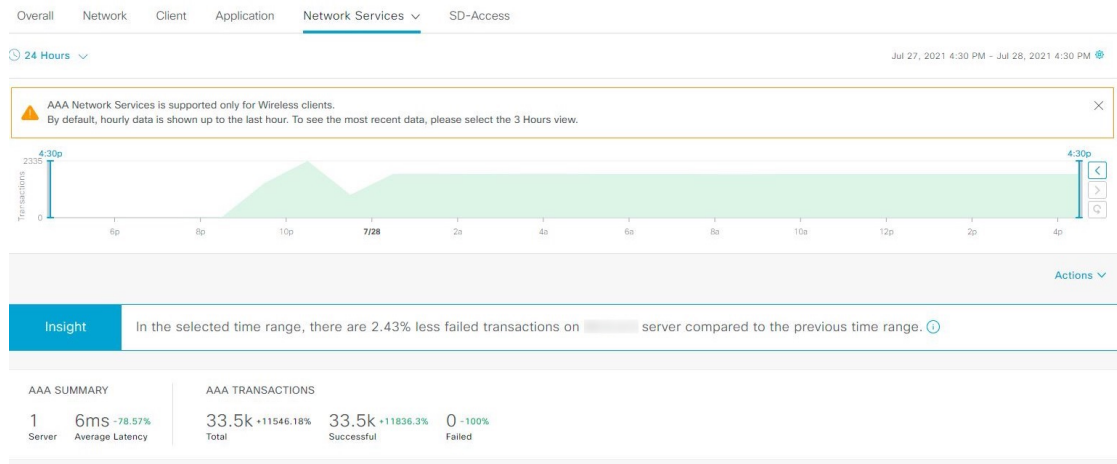 Overall Network Client Application Network Services SD-Access
24 Hours Jul 27, 2021 4:30 PM - Jul 28, 2021 4:30 PM
AAA Network Services is supported only for Wireless clients.
By default, hourly data is shown up to the last hour. To see the most recent data, please select the 3 Hours view.
4:30p 4:30p
2335
Transactions
0
6p 8p 10p 7/28 2a 4a 6a 8a 10a 12p 2p 4p
Actions
Insight In the selected time range, there are 2.43% less failed transactions on server compared to the previous time range.
AAA SUMMARY AAA TRANSACTIONS
1 6ms -78.57% 33.5k +11546.18% 33.5k +11836.3% 0 -100%
Server Average Latency Total Successful Failed